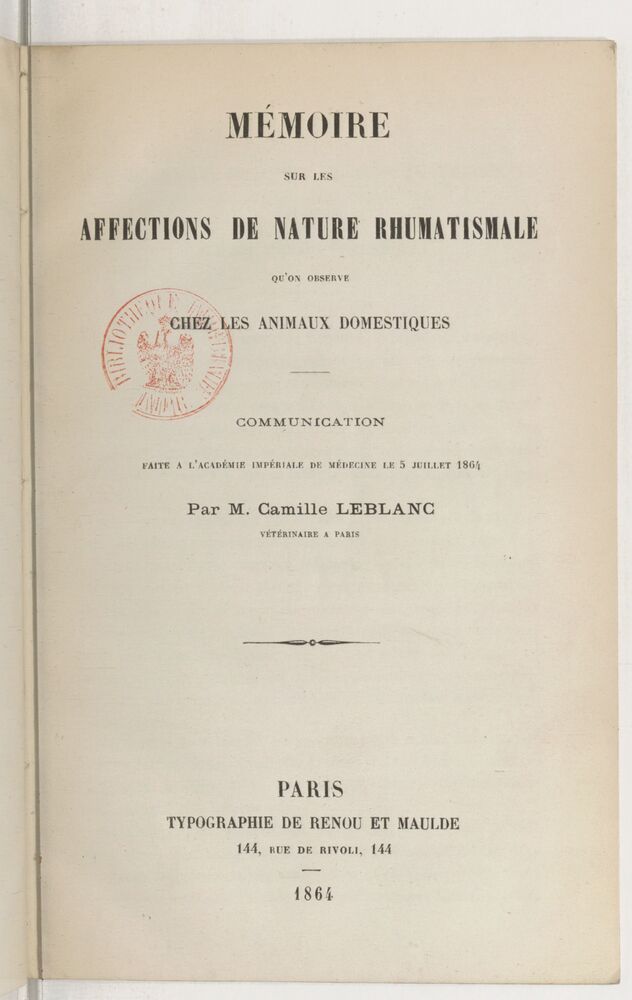 MÉMOIRE
SUR LES
AFFECTIONS DE NATURE RHUMATISMALE
QU'ON OBSERVE
CHEZ LES ANIMAUX DOMESTIQUES
BIBLIOTHEQUE IMPERIALE
COMMUNICATION
FAITE A L'ACADÉMIE IMPÉRIALE DE MÉDECINE LE 5 JUILLET 1864
Par M. Camille LEBLANC
VÉTÉRINAIRE A PARIS
PARIS
TYPOGRAPHIE DE RENOU ET MAULDE
144, RUE DE RIVOLI, 144
1864